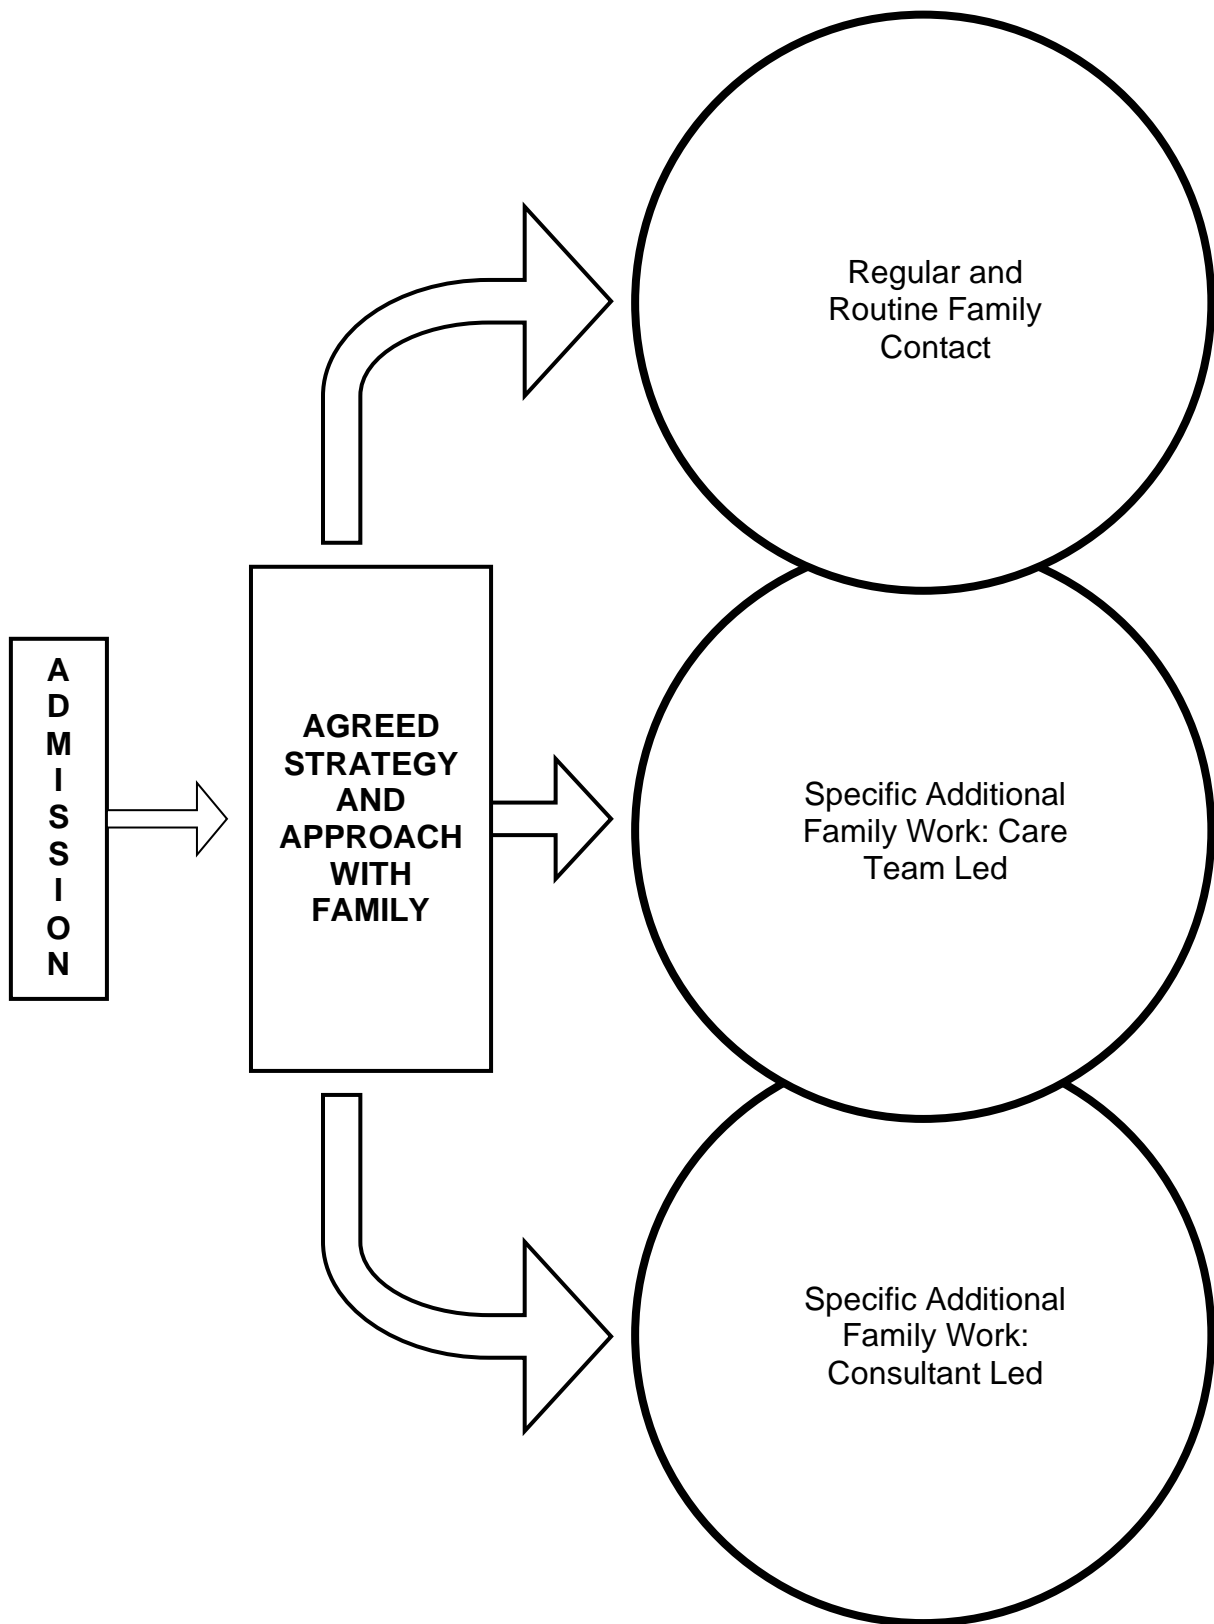 ADMISSION
AGREED
STRATEGY
AND
APPROACH
WITH
FAMILY
Regular and
Routine Family
Contact
Specific Additional
Family Work: Care
Team Led
Specific Additional
Family Work:
Consultant Led